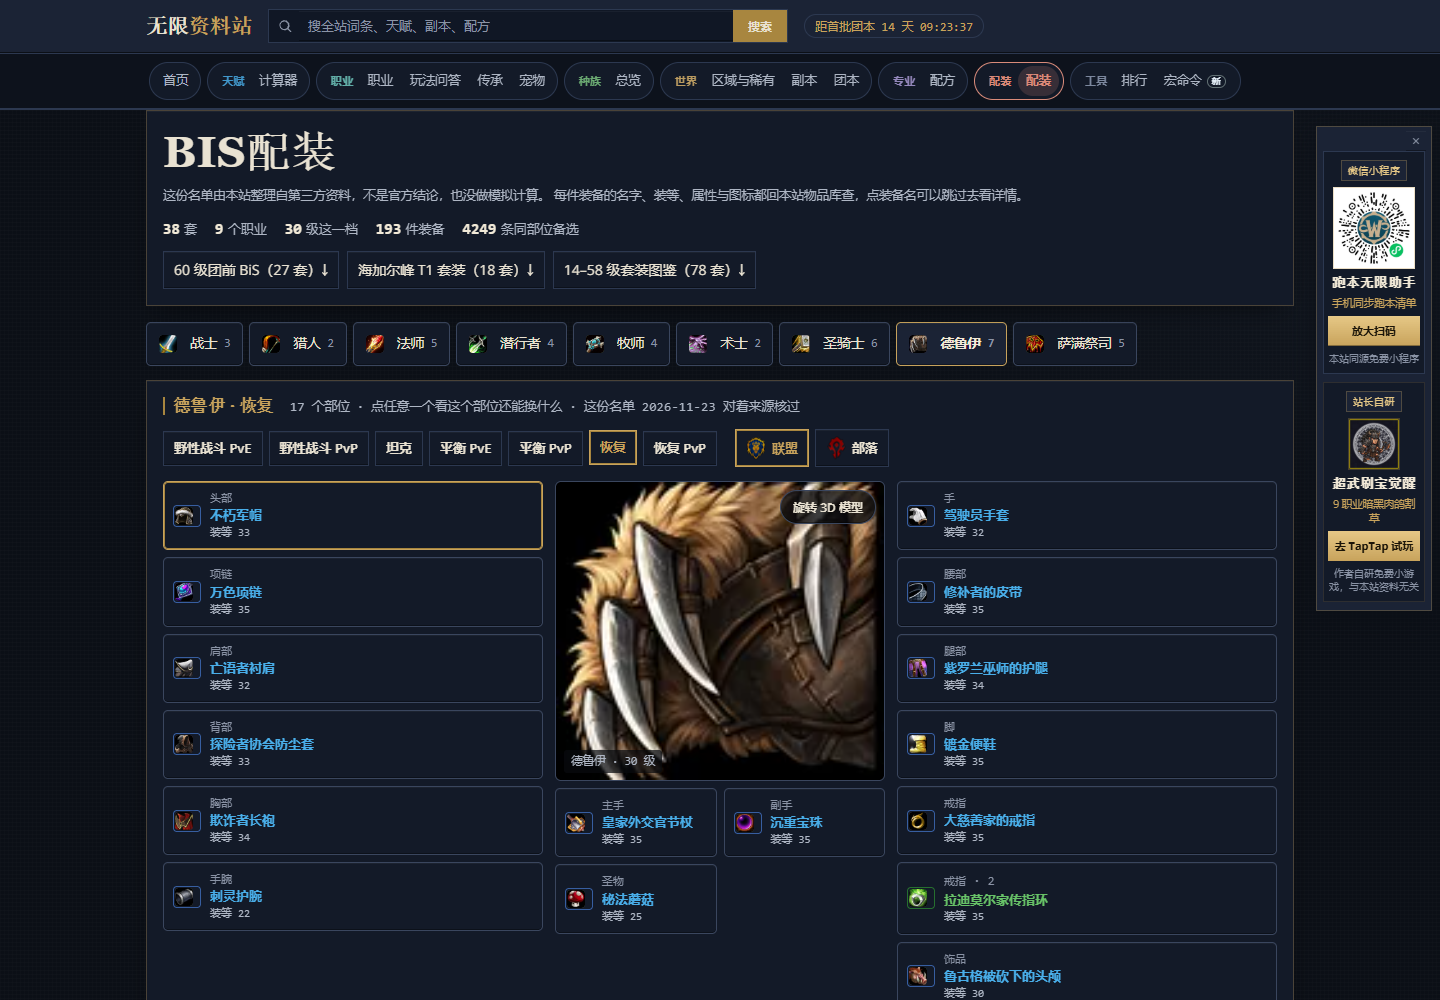 无限资料站
搜全站词条、天赋、副本、配方
搜索
距首批团本 14 天 09:23:37
首页
天赋 计算器
职业 职业 玩法问答 传承 宠物
种族 总览
世界 区域与稀有 副本 团本
专业 配方
配装 配装
工具 排行 宏命令 新
BIS配装
这份名单由本站整理自第三方资料，不是官方结论，也没做模拟计算。 每件装备的名字、装等、属性与图标都回本站物品库查，点装备名可以跳过去看详情。
38 套 9 个职业 30 级这一档 193 件装备 4249 条同部位备选
60 级团前 BiS（27 套）↓
海加尔峰 T1 套装（18 套）↓
14–58 级套装图鉴（78 套）↓
战士 3
猎人 2
法师 5
潜行者 4
牧师 4
术士 2
圣骑士 6
德鲁伊 7
萨满祭司 5
德鲁伊 · 恢复 17 个部位 · 点任意一个看这个部位还能换什么 · 这份名单 2026-11-23 对着来源核过
野性战斗 PvE
野性战斗 PvP
坦克
平衡 PvE
平衡 PvP
恢复
恢复 PvP
联盟
部落
头部
不朽军帽
装等 33
项链
万色项链
装等 35
肩部
亡语者衬肩
装等 32
背部
探险者协会防尘套
装等 33
胸部
欺诈者长袍
装等 34
手腕
刺灵护腕
装等 22
旋转 3D 模型
德鲁伊 · 30 级
主手
皇家外交官节杖
装等 35
副手
沉重宝珠
装等 35
圣物
秘法蘑菇
装等 25
手
驾驶员手套
装等 32
腰部
修补者的皮带
装等 35
腿部
紫罗兰巫师的护腿
装等 34
脚
镀金便鞋
装等 35
戒指
大慈善家的戒指
装等 35
戒指 · 2
拉迪莫尔家传指环
装等 35
饰品
鲁古格被砍下的头颅
装等 30
×
微信小程序
跑本无限助手
手机同步跑本清单
放大扫码
本站同源免费小程序
站长自研
超武刷宝觉醒
9 职业暗黑肉鸽割
草
去 TapTap 试玩
作者自研免费小游
戏，与本站资料无关